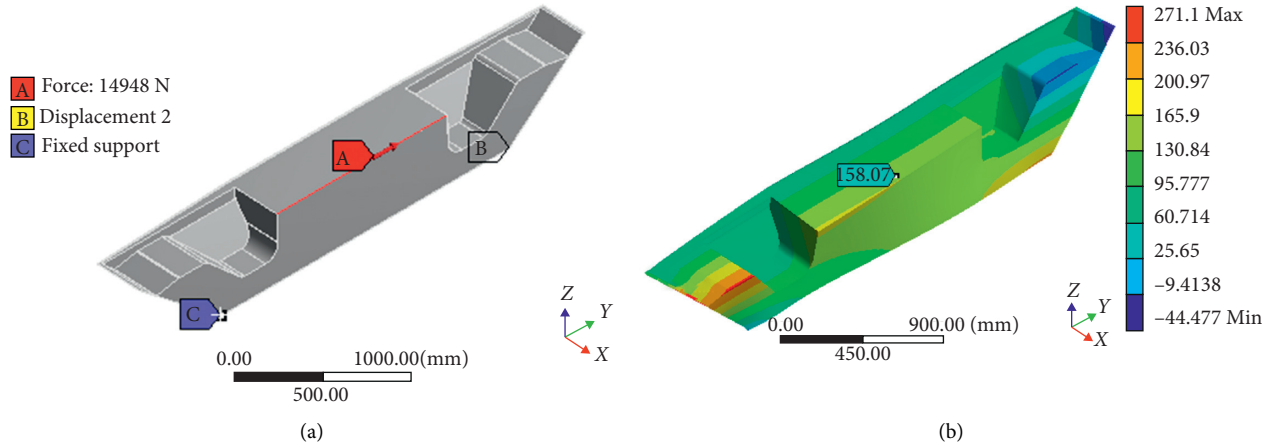 A Force: 14948 N
B Displacement 2
C Fixed support
A
B
C
Z
Y
X
0.00 1000.00 (mm)
500.00
(a)
158.07
271.1 Max
236.03
200.97
165.9
130.84
95.777
60.714
25.65
−9.4138
−44.477 Min
Z
Y
X
0.00 900.00 (mm)
450.00
(b)